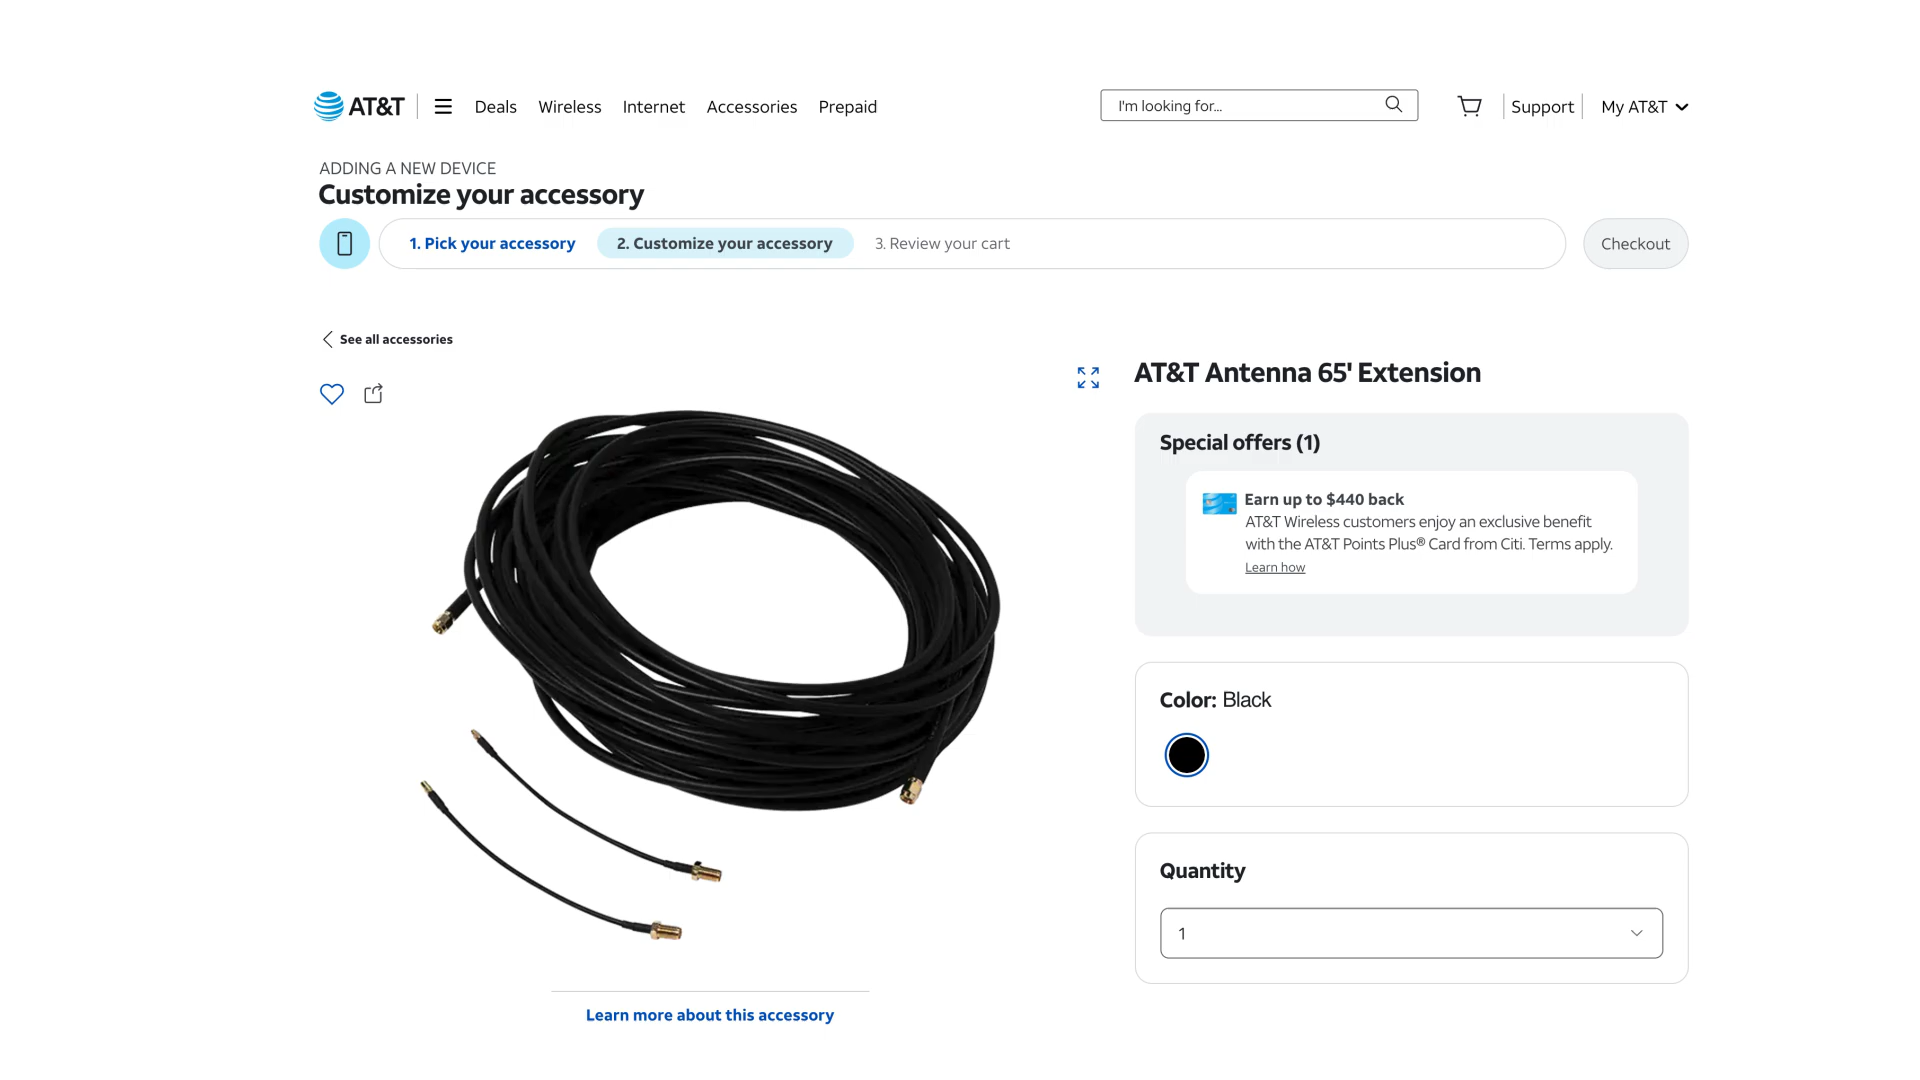 AT&T
Deals
Wireless
Internet
Accessories
Prepaid
I'm looking for...
Support
My AT&T
ADDING A NEW DEVICE
Customize your accessory
1. Pick your accessory
2. Customize your accessory
3. Review your cart
Checkout
See all accessories
AT&T Antenna 65' Extension
Special offers (1)
Earn up to $440 back
AT&T Wireless customers enjoy an exclusive benefit
with the AT&T Points Plus® Card from Citi. Terms apply.
Learn how
Color: Black
Quantity
1
Learn more about this accessory